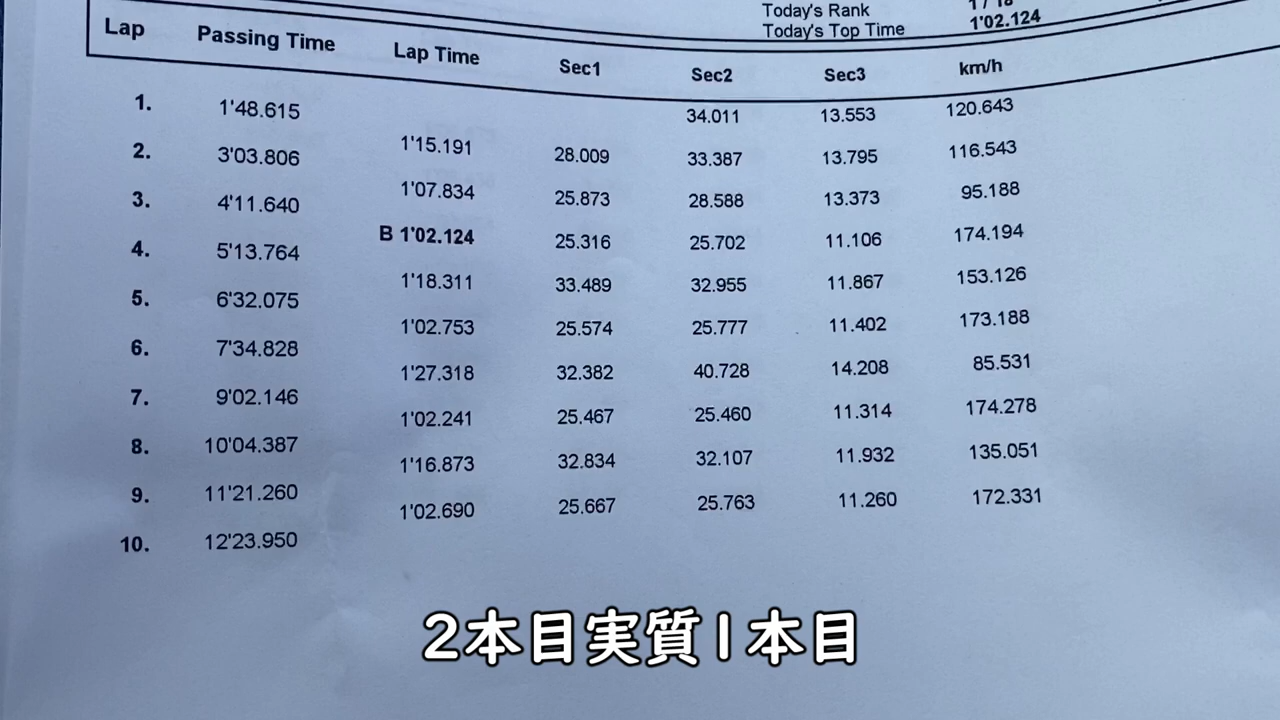 Today's Rank 1 / 18
Today's Top Time 1'02.124
Lap Passing Time Lap Time Sec1 Sec2 Sec3 km/h
1. 1'48.615 34.011 13.553 120.643
1'15.191 28.009 33.387 13.795 116.543
2. 3'03.806
1'07.834 25.873 28.588 13.373 95.188
3. 4'11.640
B 1'02.124 25.316 25.702 11.106 174.194
4. 5'13.764
1'18.311 33.489 32.955 11.867 153.126
5. 6'32.075
1'02.753 25.574 25.777 11.402 173.188
6. 7'34.828
1'27.318 32.382 40.728 14.208 85.531
7. 9'02.146
1'02.241 25.467 25.460 11.314 174.278
8. 10'04.387
1'16.873 32.834 32.107 11.932 135.051
9. 11'21.260
1'02.690 25.667 25.763 11.260 172.331
10. 12'23.950
2本目実質1本目